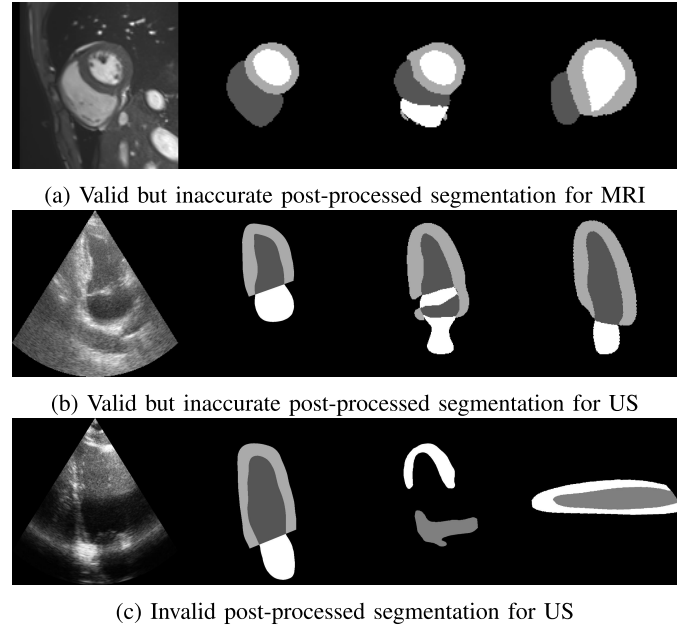 (a) Valid but inaccurate post-processed segmentation for MRI
(b) Valid but inaccurate post-processed segmentation for US
(c) Invalid post-processed segmentation for US